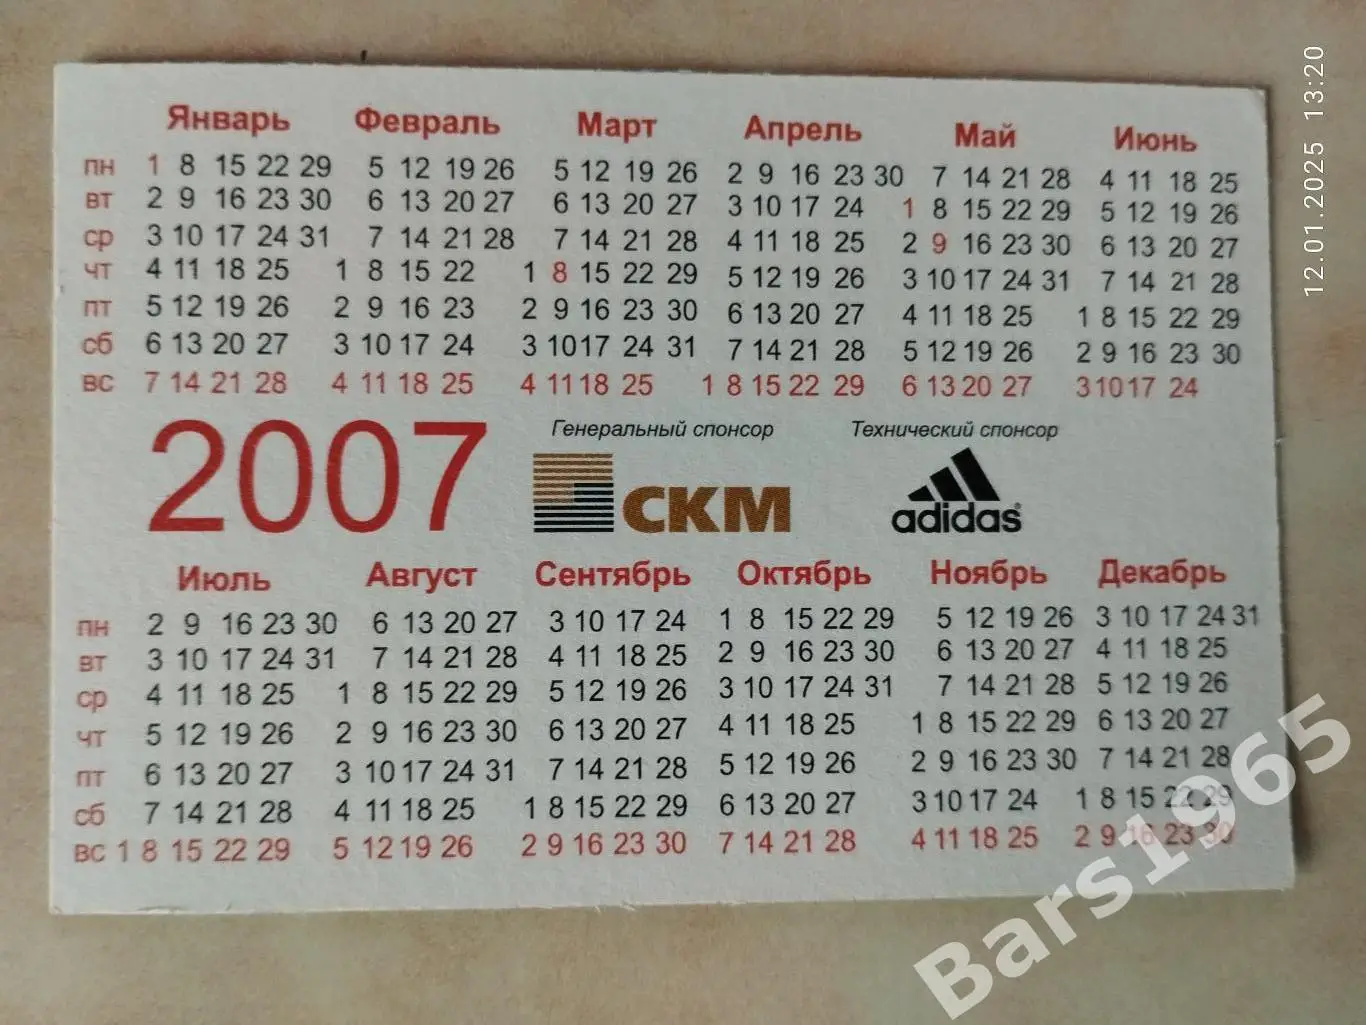 Январь Февраль Март Апрель Май Июнь
пн 1 8 15 22 29 5 12 19 26 5 12 19 26 2 9 16 23 30 7 14 21 28 4 11 18 25
вт 2 9 16 23 30 6 13 20 27 6 13 20 27 3 10 17 24 1 8 15 22 29 5 12 19 26
ср 3 10 17 24 31 7 14 21 28 7 14 21 28 4 11 18 25 2 9 16 23 30 6 13 20 27
чт 4 11 18 25 1 8 15 22 1 8 15 22 29 5 12 19 26 3 10 17 24 31 7 14 21 28
пт 5 12 19 26 2 9 16 23 2 9 16 23 30 6 13 20 27 4 11 18 25 1 8 15 22 29
сб 6 13 20 27 3 10 17 24 3 10 17 24 31 7 14 21 28 5 12 19 26 2 9 16 23 30
вс 7 14 21 28 4 11 18 25 4 11 18 25 1 8 15 22 29 6 13 20 27 3 10 17 24
2007
Генеральный спонсор Технический спонсор
СКМ adidas
Июль Август Сентябрь Октябрь Ноябрь Декабрь
пн 2 9 16 23 30 6 13 20 27 3 10 17 24 1 8 15 22 29 5 12 19 26 3 10 17 24 31
вт 3 10 17 24 31 7 14 21 28 4 11 18 25 2 9 16 23 30 6 13 20 27 4 11 18 25
ср 4 11 18 25 1 8 15 22 29 5 12 19 26 3 10 17 24 31 7 14 21 28 5 12 19 26
чт 5 12 19 26 2 9 16 23 30 6 13 20 27 4 11 18 25 1 8 15 22 29 6 13 20 27
пт 6 13 20 27 3 10 17 24 31 7 14 21 28 5 12 19 26 2 9 16 23 30 7 14 21 28
сб 7 14 21 28 4 11 18 25 1 8 15 22 29 6 13 20 27 3 10 17 24 1 8 15 22 29
вс 1 8 15 22 29 5 12 19 26 2 9 16 23 30 7 14 21 28 4 11 18 25 2 9 16 23 30
12.01.2025 13:20
Bars1965